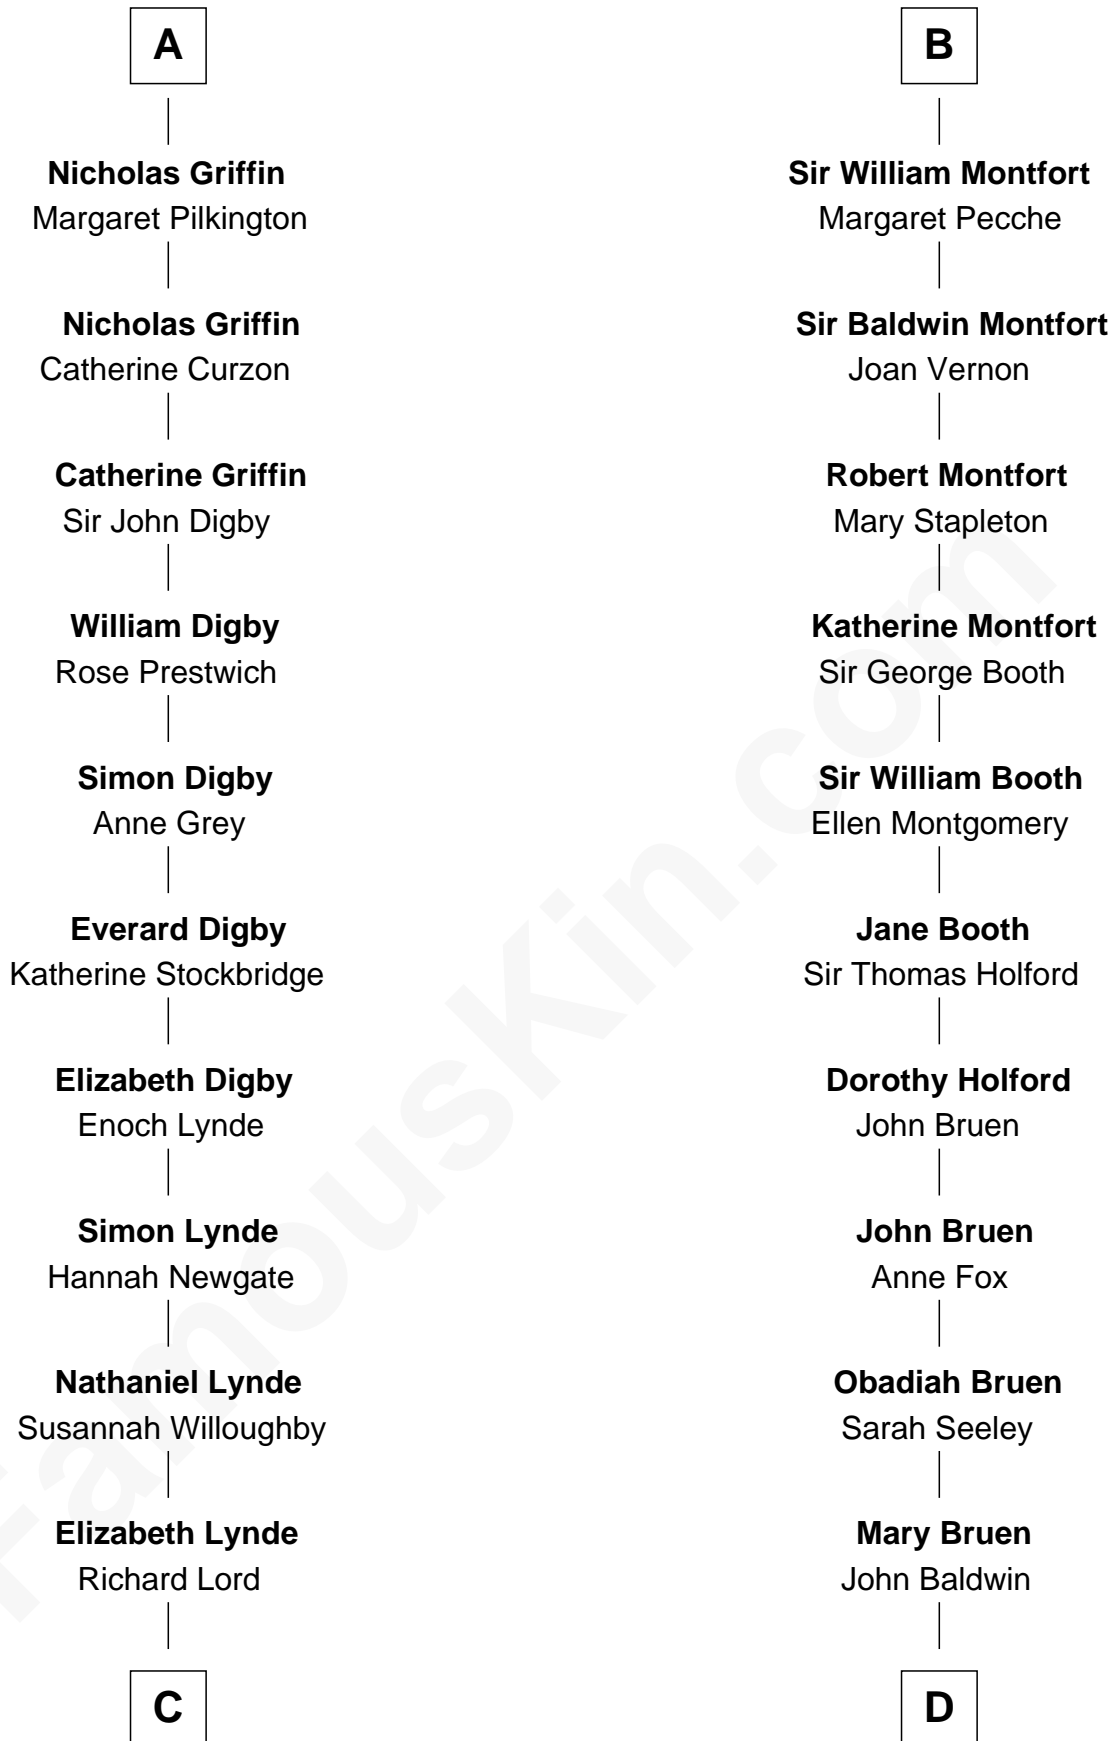 A
Nicholas Griffin
Margaret Pilkington
Nicholas Griffin
Catherine Curzon
Catherine Griffin
Sir John Digby
William Digby
Rose Prestwich
Simon Digby
Anne Grey
Everard Digby
Katherine Stockbridge
Elizabeth Digby
Enoch Lynde
Simon Lynde
Hannah Newgate
Nathaniel Lynde
Susannah Willoughby
Elizabeth Lynde
Richard Lord
C
B
Sir William Montfort
Margaret Pecche
Sir Baldwin Montfort
Joan Vernon
Robert Montfort
Mary Stapleton
Katherine Montfort
Sir George Booth
Sir William Booth
Ellen Montgomery
Jane Booth
Sir Thomas Holford
Dorothy Holford
John Bruen
John Bruen
Anne Fox
Obadiah Bruen
Sarah Seeley
Mary Bruen
John Baldwin
D
FamousKin.com